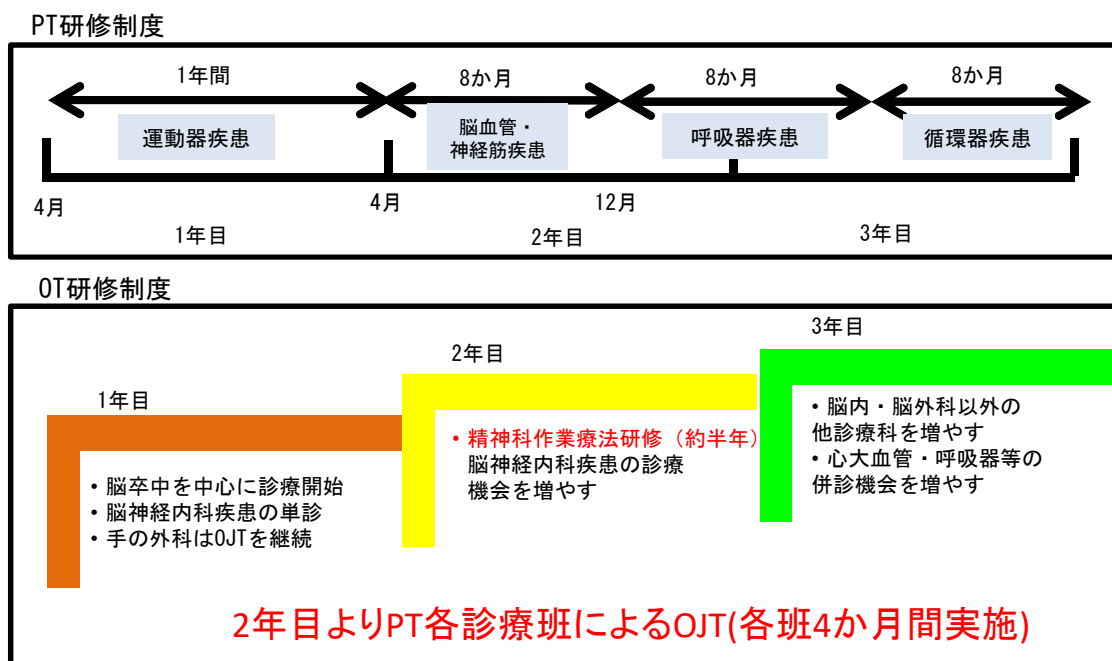 PT研修制度
1年間
8か月
8か月
8か月
運動器疾患
脳血管・
神経筋疾患
呼吸器疾患
循環器疾患
4月
4月
12月
1年目
2年目
3年目
OT研修制度
1年目
・脳卒中を中心に診療開始
・脳神経内科疾患の単診
・手の外科はOJTを継続
2年目
・精神科作業療法研修（約半年）
脳神経内科疾患の診療
機会を増やす
3年目
・脳内・脳外科以外の
他診療科を増やす
・心大血管・呼吸器等の
併診機会を増やす
2年目よりPT各診療班によるOJT(各班4か月間実施)